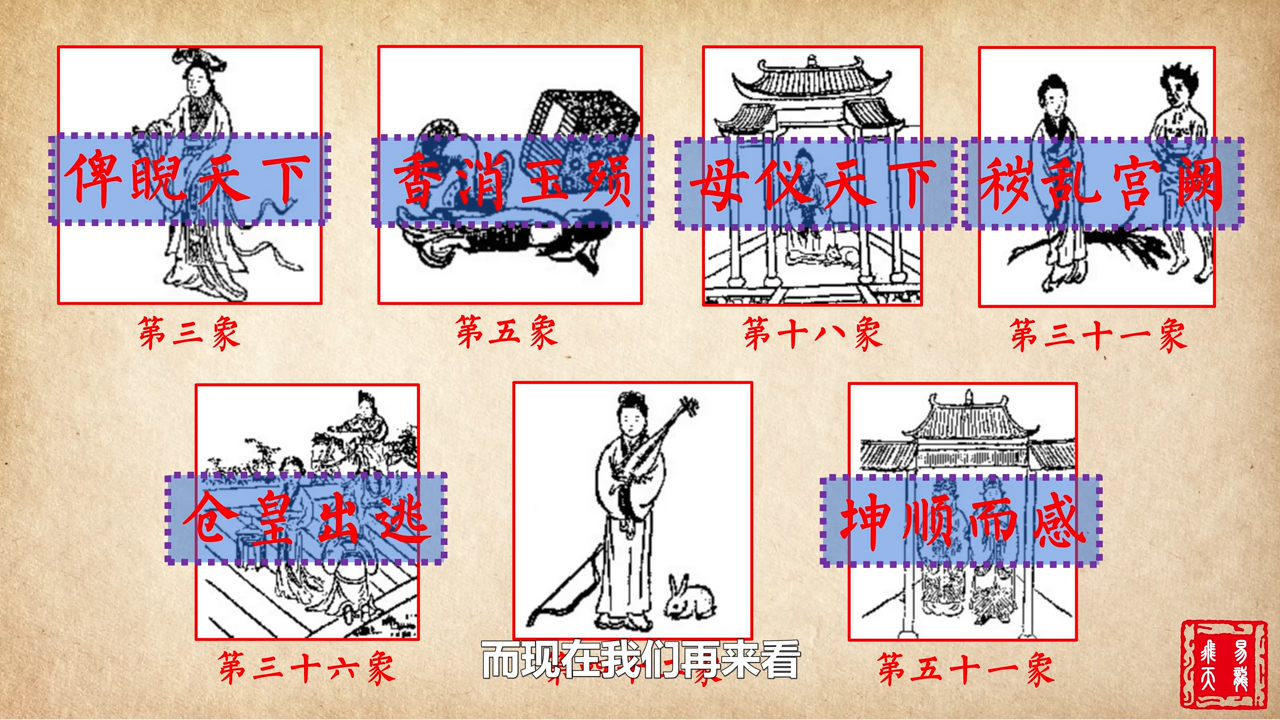 俾睨天下
香消玉殒
母仪天下
秽乱宫阙
第三象
第五象
第十八象
第三十一象
仓皇出逃
坤顺而感
第三十六象
而现在我们再来看
第五十一象